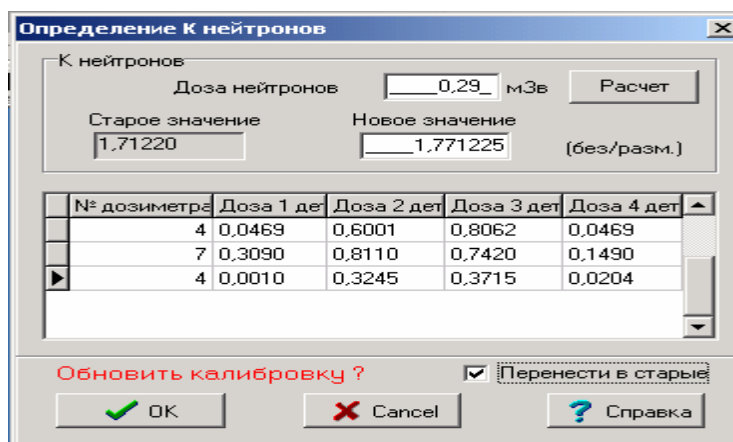 Определение К нейтронов
К нейтронов
Доза нейтронов ____0,29_ мЗв Расчет
Старое значение Новое значение
1,71220 ____1,771225 (без/разм.)
№ дозиметра Доза 1 дет Доза 2 дет Доза 3 дет Доза 4 дет
4 0,0469 0,6001 0,8062 0,0469
7 0,3090 0,8110 0,7420 0,1490
4 0,0010 0,3245 0,3715 0,0204
Обновить калибровку ? Перенести в старые
OK Cancel Справка